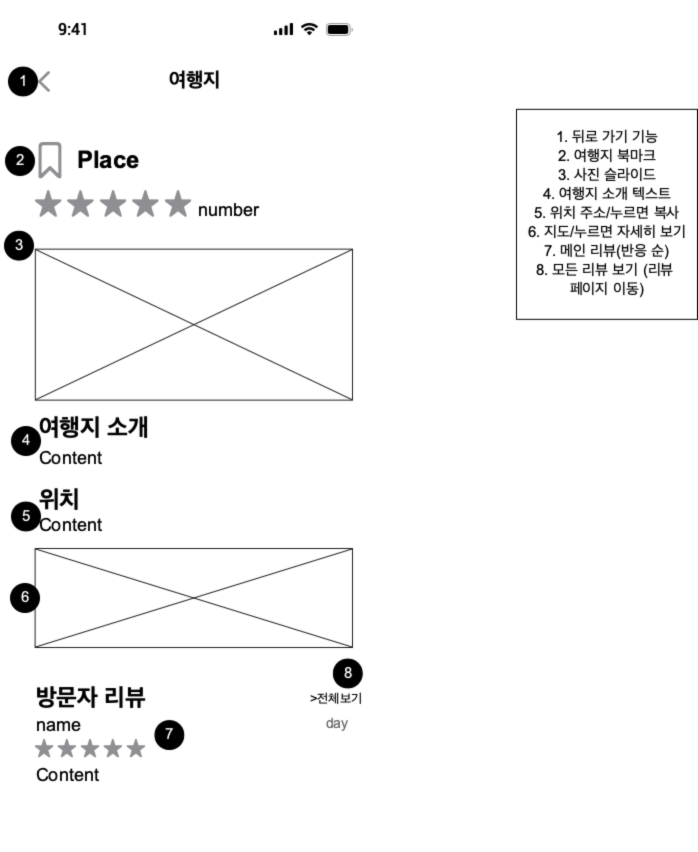 9:41
1
여행지
2
Place
number
3
여행지 소개
4
Content
위치
5
Content
6
8
방문자 리뷰
>전체보기
name
day
7
Content
1. 뒤로 가기 기능
2. 여행지 북마크
3. 사진 슬라이드
4. 여행지 소개 텍스트
5. 위치 주소/누르면 복사
6. 지도/누르면 자세히 보기
7. 메인 리뷰(반응 순)
8. 모든 리뷰 보기 (리뷰
페이지 이동)